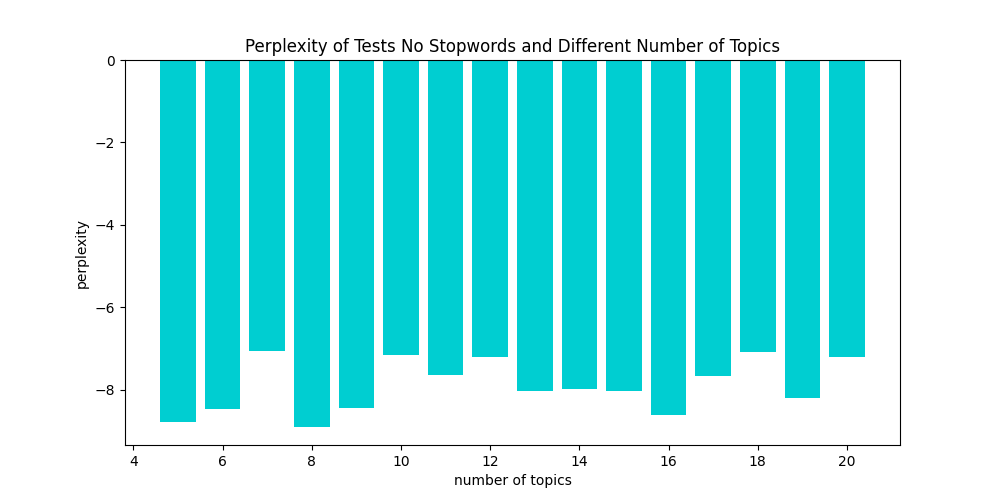 Perplexity of Tests No Stopwords and Different Number of Topics
0
−2
−4
−6
−8
perplexity
4 6 8 10 12 14 16 18 20
number of topics